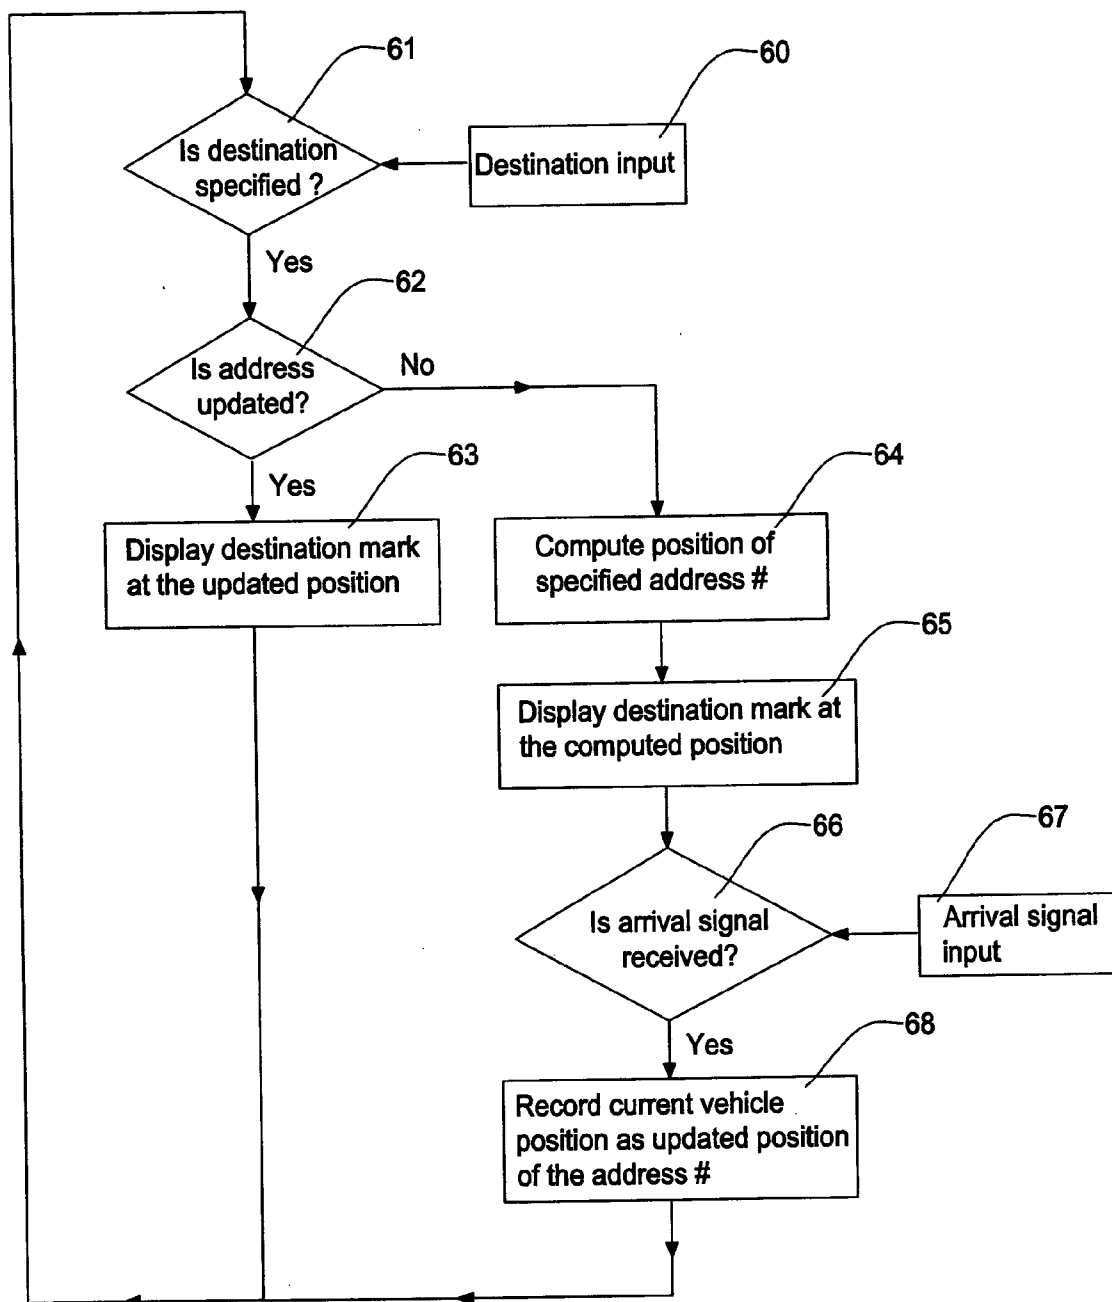 61
60
Is destination
specified ?
Destination input
Yes
62
Is address
updated?
No
63
64
Yes
Display destination mark
at the updated position
Compute position of
specified address #
65
Display destination mark at
the computed position
66
67
Is arrival signal
received?
Arrival signal
input
Yes
68
Record current vehicle
position as updated position
of the address #